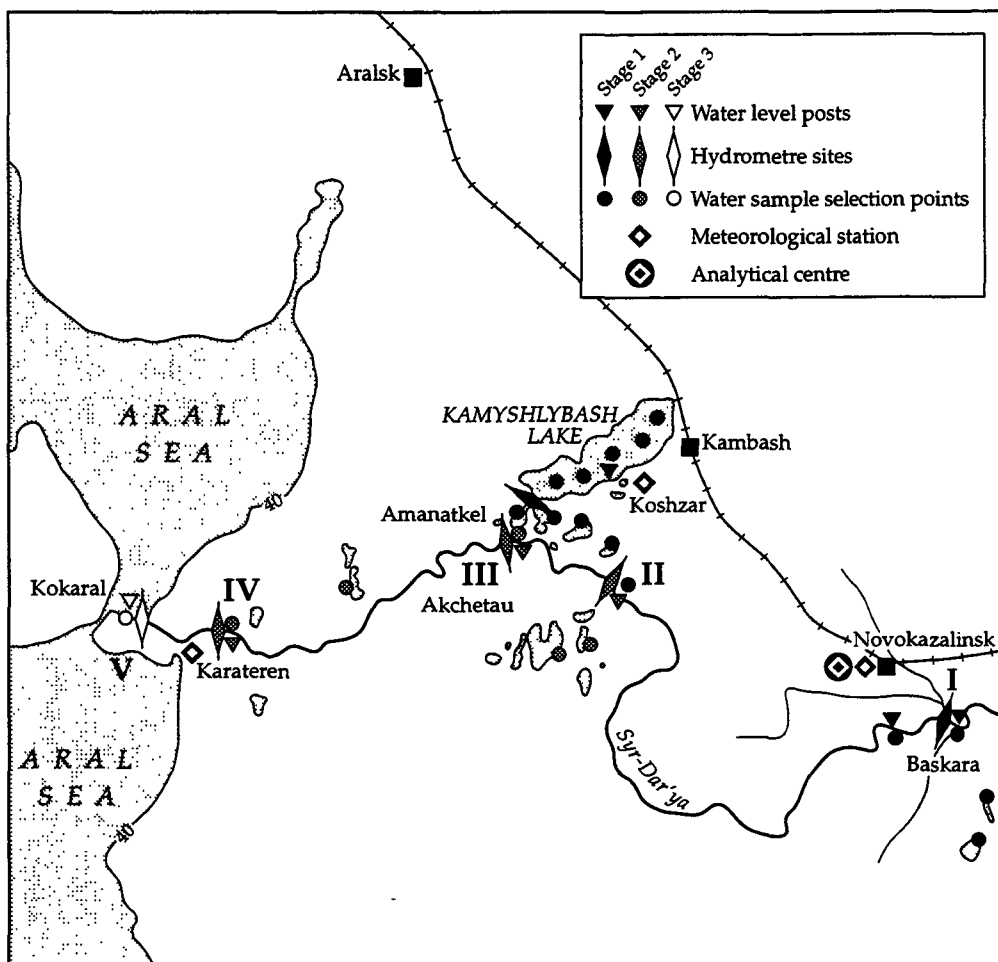 Aralsk
Stage 1
Stage 2
Stage 3
Water level posts
Hydrometre sites
Water sample selection points
Meteorological station
Analytical centre
ARAL
SEA
40
KAMYSHLYBASH
LAKE
Kambash
Koshzar
Amanatkel
III
II
Akchetau
Kokaral
IV
V
Karateren
Novokazalinsk
I
Baskara
Syr-Dar'ya
ARAL
SEA
40